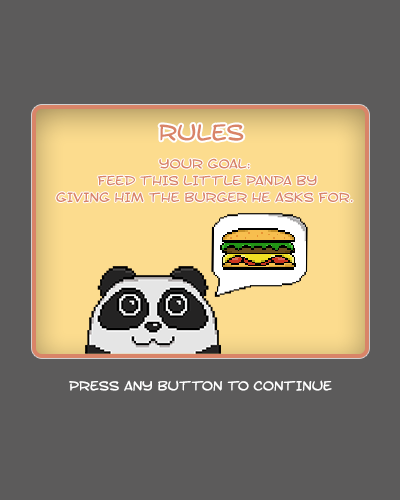 RULES
YOUR GOAL:
FEED THIS LITTLE PANDA BY
GIVING HIM THE BURGER HE ASKS FOR.
PRESS ANY BUTTON TO CONTINUE